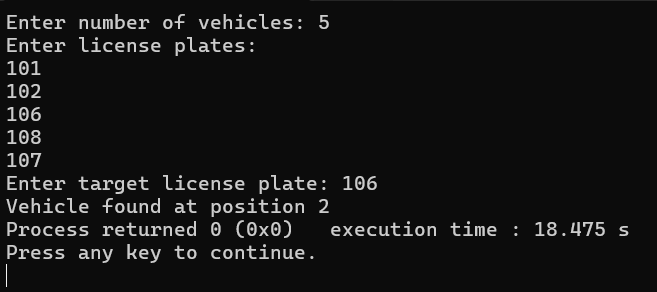 Enter number of vehicles: 5
Enter license plates:
101
102
106
108
107
Enter target license plate: 106
Vehicle found at position 2
Process returned 0 (0x0)   execution time : 18.475 s
Press any key to continue.